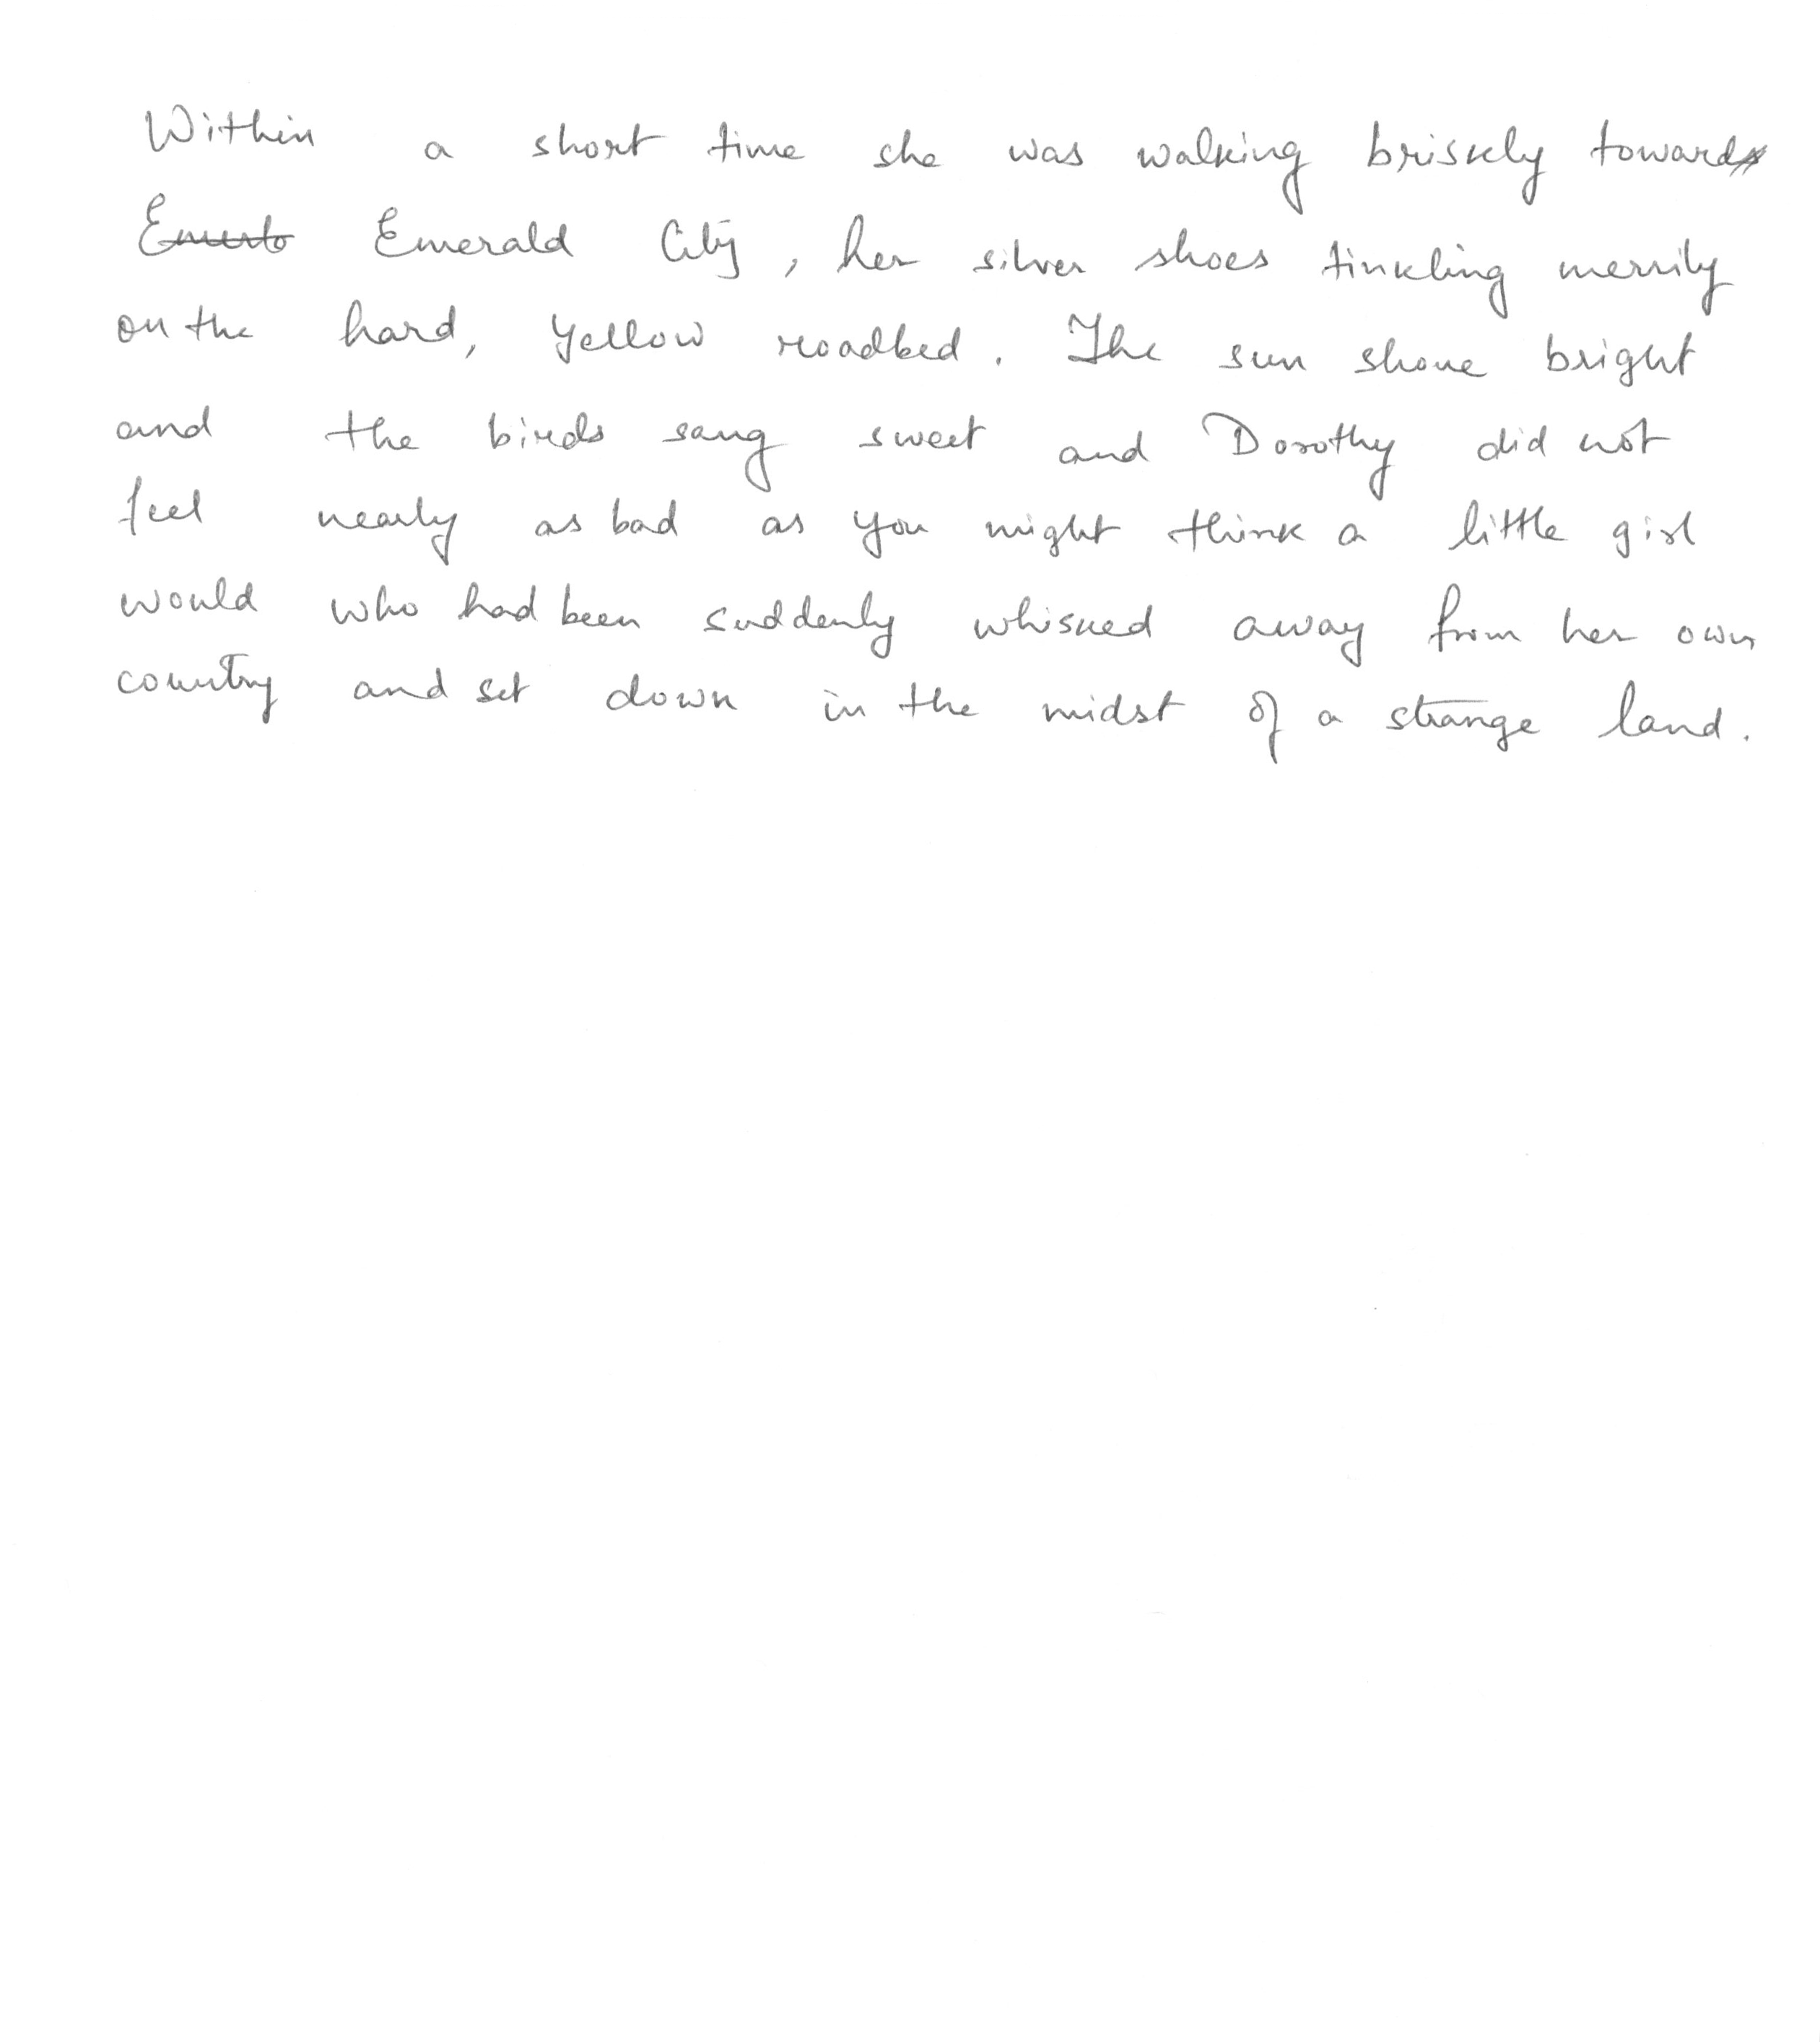 Within a short time she was walking briskly toward
Emerald City, her silver shoes tinkling merrily
on the hard, yellow roadbed. The sun shone bright
and the birds sang sweet and Dorothy did not
feel nearly as bad as you might think a little girl
would who had been suddenly whisked away from her own
country and set down in the midst of a strange land.